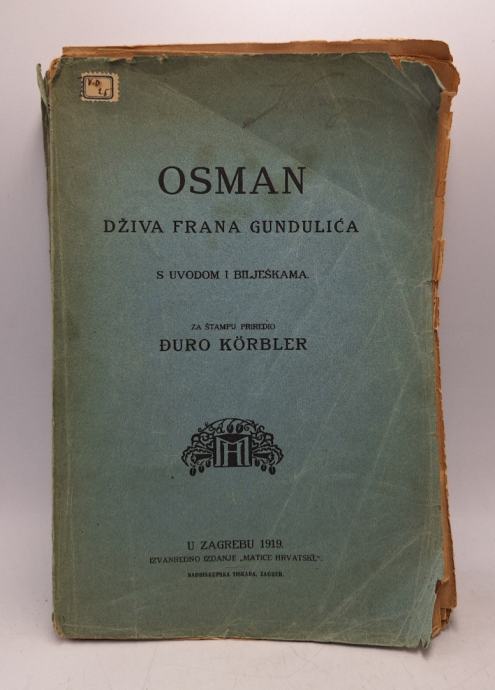 OSMAN
DŽIVA FRANA GUNDULIĆA
S UVODOM I BILJEŠKAMA.
ZA ŠTAMPU PRIREDIO
ĐURO KÖRBLER
MH
U ZAGREBU 1919.
IZVANREDNO IZDANJE „MATICE HRVATSKE“.
NADBISKUPSKA TISKARA, ZAGREB.